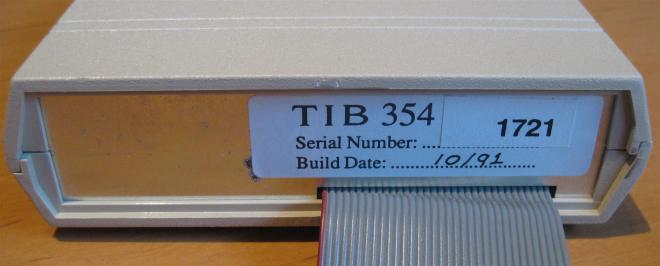 TIB 354
1721
Serial Number: ....
Build Date: ........10/91..............